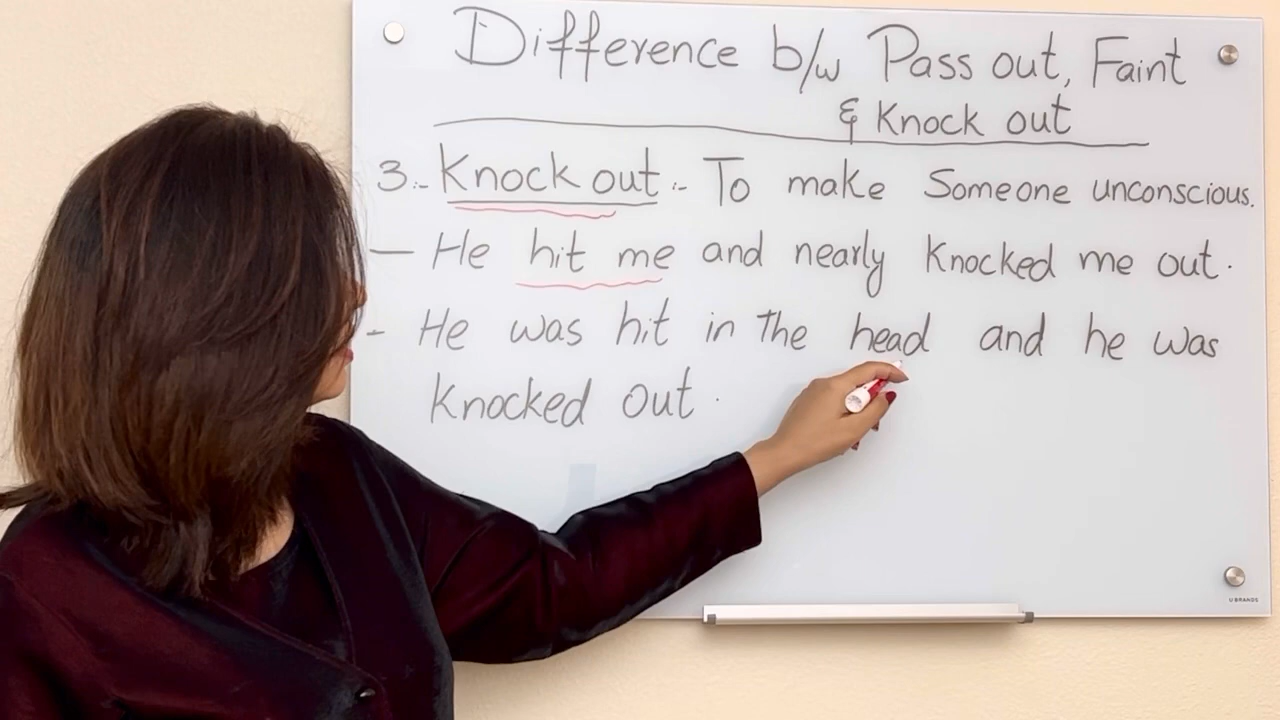 Difference b/w Pass out, Faint
& Knock out
3:- Knock out :- To make Someone unconscious.
— He hit me and nearly Knocked me out.
- He was hit in the head and he was
Knocked out.
U BRANDS